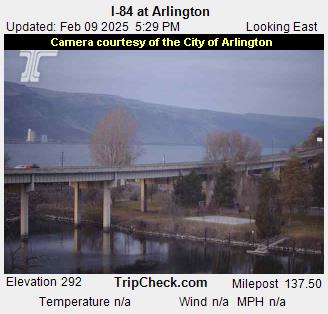 I-84 at Arlington
Updated: Feb 09 2025 5:29 PM Looking East
Camera courtesy of the City of Arlington
Elevation 292 TripCheck.com Milepost 137.50
Temperature n/a Wind n/a MPH n/a